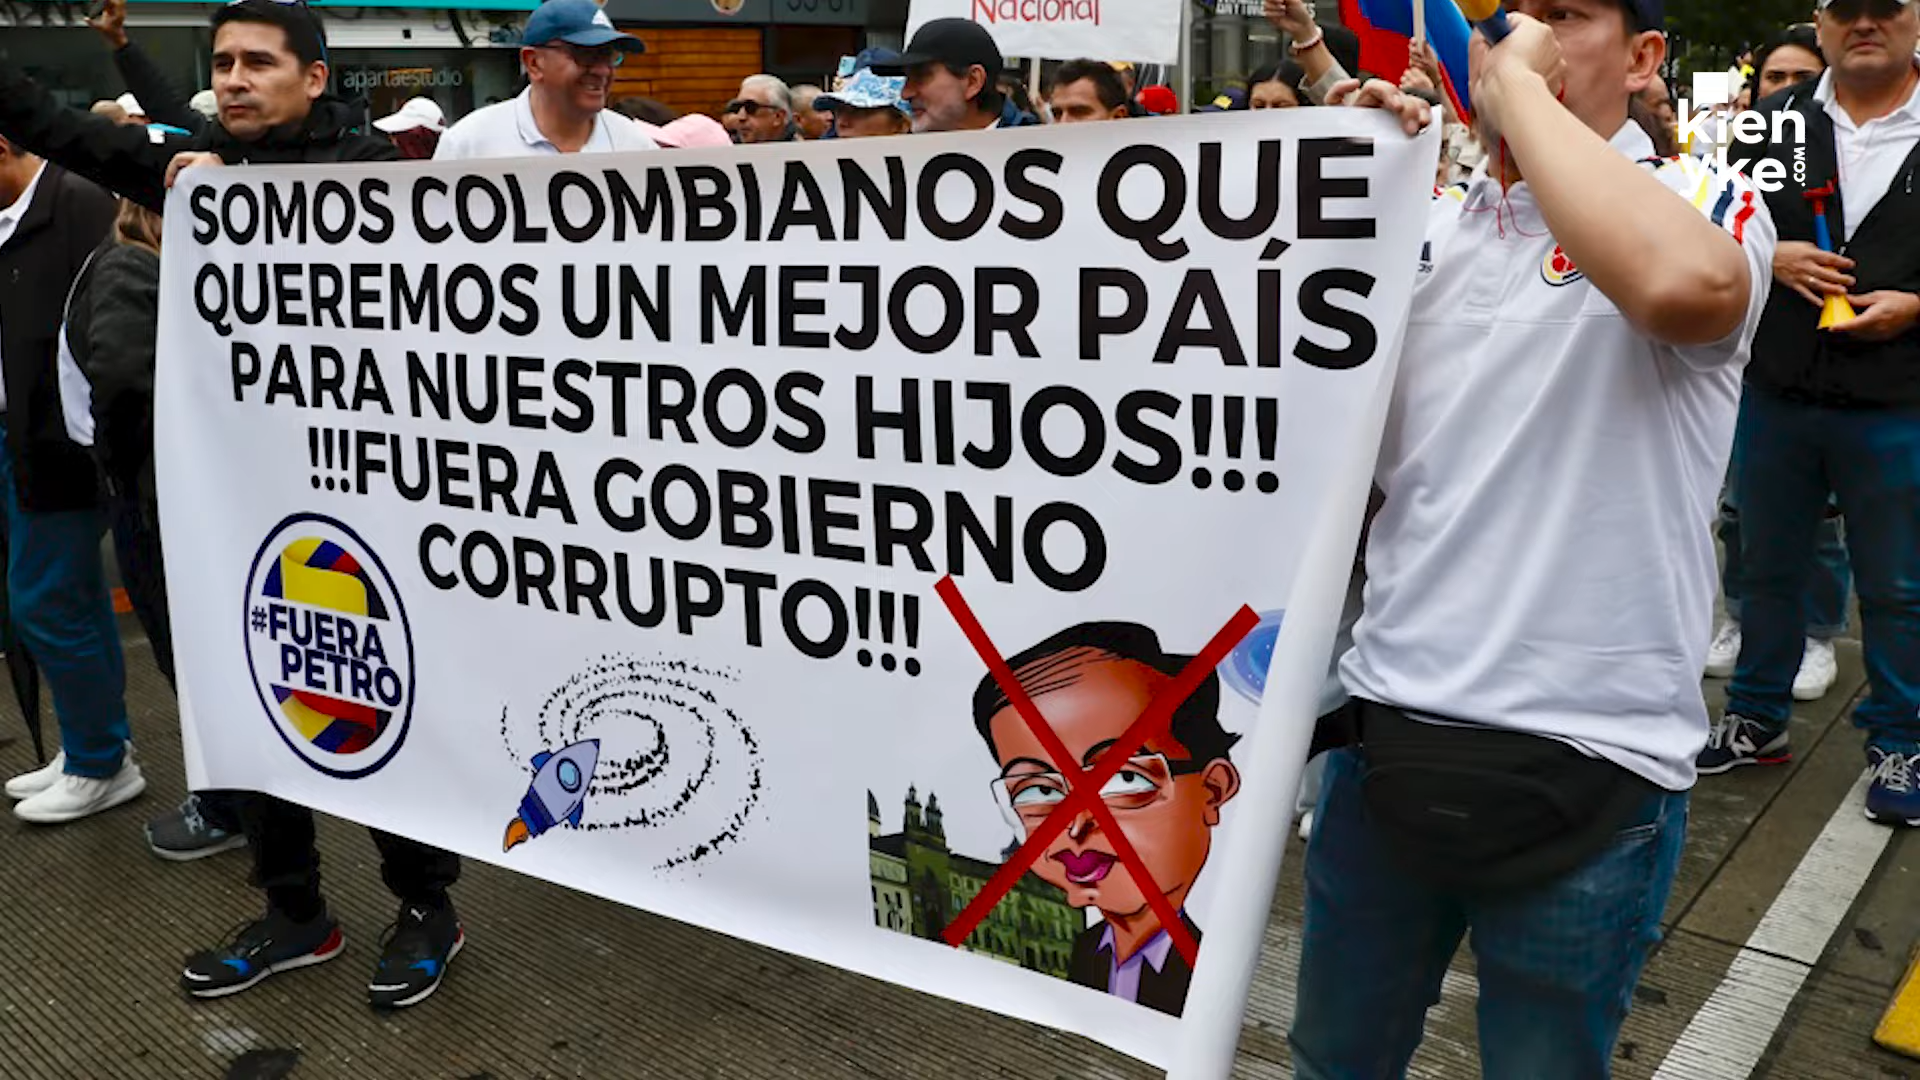 Nacional
ANYTIME
apartaestudio
kien
yke
.COM
SOMOS COLOMBIANOS QUE
QUEREMOS UN MEJOR PAÍS
PARA NUESTROS HIJOS!!!
!!!FUERA GOBIERNO
CORRUPTO!!!
#FUERA
PETRO